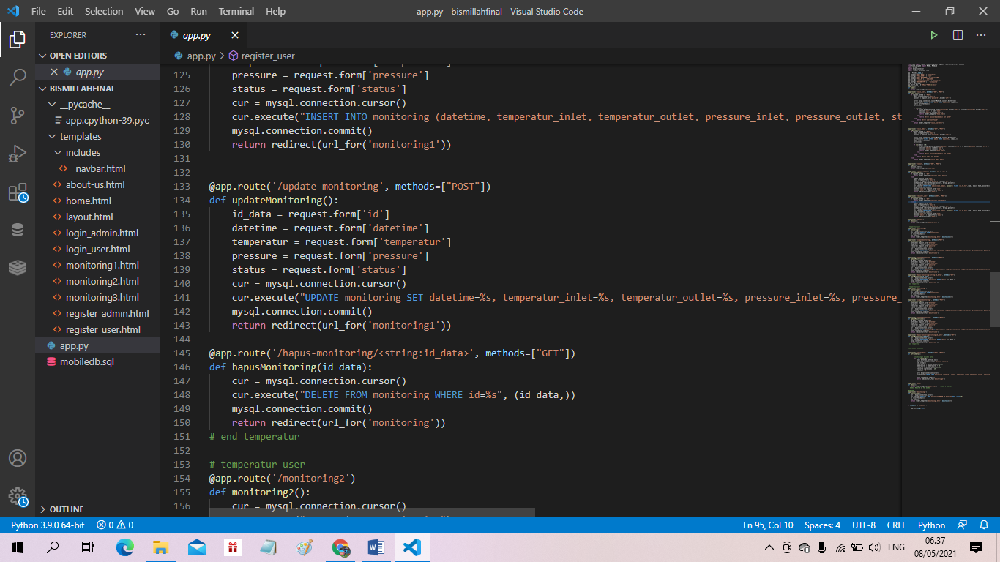 File Edit Selection View Go Run Terminal Help app.py - bismillahfinal - Visual Studio Code
EXPLORER
OPEN EDITORS
app.py
BISMILLAHFINAL
__pycache__
app.cpython-39.pyc
templates
includes
_navbar.html
about-us.html
home.html
layout.html
login_admin.html
login_user.html
monitoring1.html
monitoring2.html
monitoring3.html
register_admin.html
register_user.html
app.py
mobiledb.sql
OUTLINE
app.py
app.py > register_user
125 pressure = request.form['pressure']
126 status = request.form['status']
127 cur = mysql.connection.cursor()
128 cur.execute("INSERT INTO monitoring (datetime, temperatur_inlet, temperatur_outlet, pressure_inlet, pressure_outlet, st
129 mysql.connection.commit()
130 return redirect(url_for('monitoring1'))
131
132
133 @app.route('/update-monitoring', methods=["POST"])
134 def updateMonitoring():
135 id_data = request.form['id']
136 datetime = request.form['datetime']
137 temperatur = request.form['temperatur']
138 pressure = request.form['pressure']
139 status = request.form['status']
140 cur = mysql.connection.cursor()
141 cur.execute("UPDATE monitoring SET datetime=%s, temperatur_inlet=%s, temperatur_outlet=%s, pressure_inlet=%s, pressure_
142 mysql.connection.commit()
143 return redirect(url_for('monitoring1'))
144
145 @app.route('/hapus-monitoring/<string:id_data>', methods=["GET"])
146 def hapusMonitoring(id_data):
147 cur = mysql.connection.cursor()
148 cur.execute("DELETE FROM monitoring WHERE id=%s", (id_data,))
149 mysql.connection.commit()
150 return redirect(url_for('monitoring'))
151 # end temperatur
152
153 # temperatur user
154 @app.route('/monitoring2')
155 def monitoring2():
156 cur = mysql.connection.cursor()
Python 3.9.0 64-bit 0 0 Ln 95, Col 10 Spaces: 4 UTF-8 CRLF Python
ENG 06.37
08/05/2021